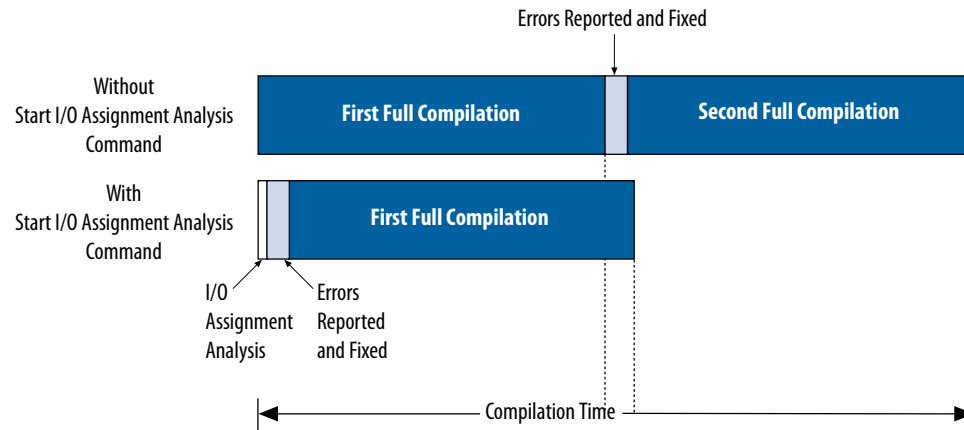 Errors Reported and Fixed
Without
Start I/O Assignment Analysis
Command
First Full Compilation
Second Full Compilation
With
Start I/O Assignment Analysis
Command
First Full Compilation
I/O
Assignment
Analysis
Errors
Reported
and Fixed
Compilation Time